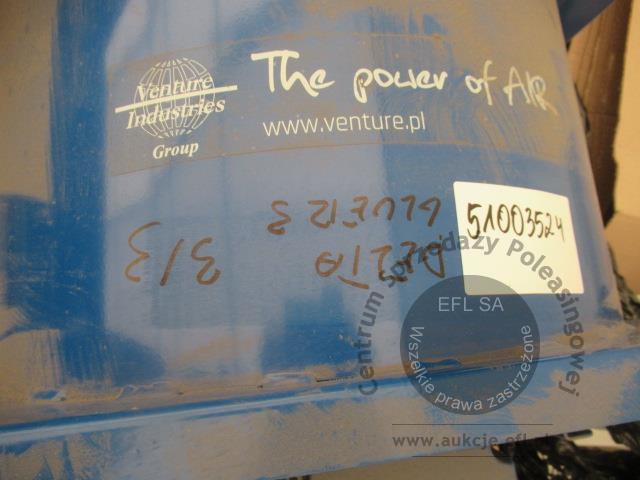 Venture
Industries
Group
The power of AIR
www.venture.pl
51003524
3/3
Centrum Sprzedaży Poleasingowej
EFL SA
Wszelkie prawa zastrzeżone
www.aukcje.efl